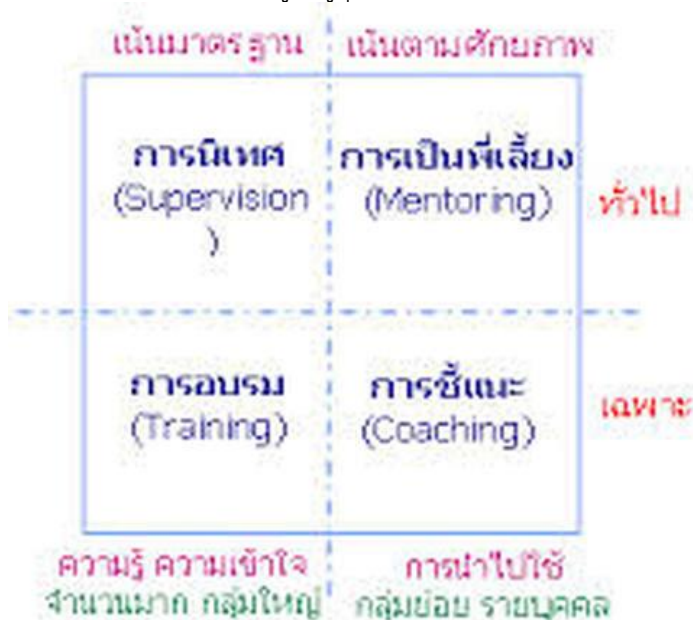 เน้นมาตรฐาน เน้นตามศักยภาพ
การนิเทศ
(Supervision
)
การเป็นพี่เลี้ยง
(Mentoring)
ทั่วไป
การอบรม
(Training)
การชี้แนะ
(Coaching)
เฉพาะ
ความรู้ ความเข้าใจ การนำไปใช้
จำนวนมาก กลุ่มใหญ่ กลุ่มย่อย รายบุคคล